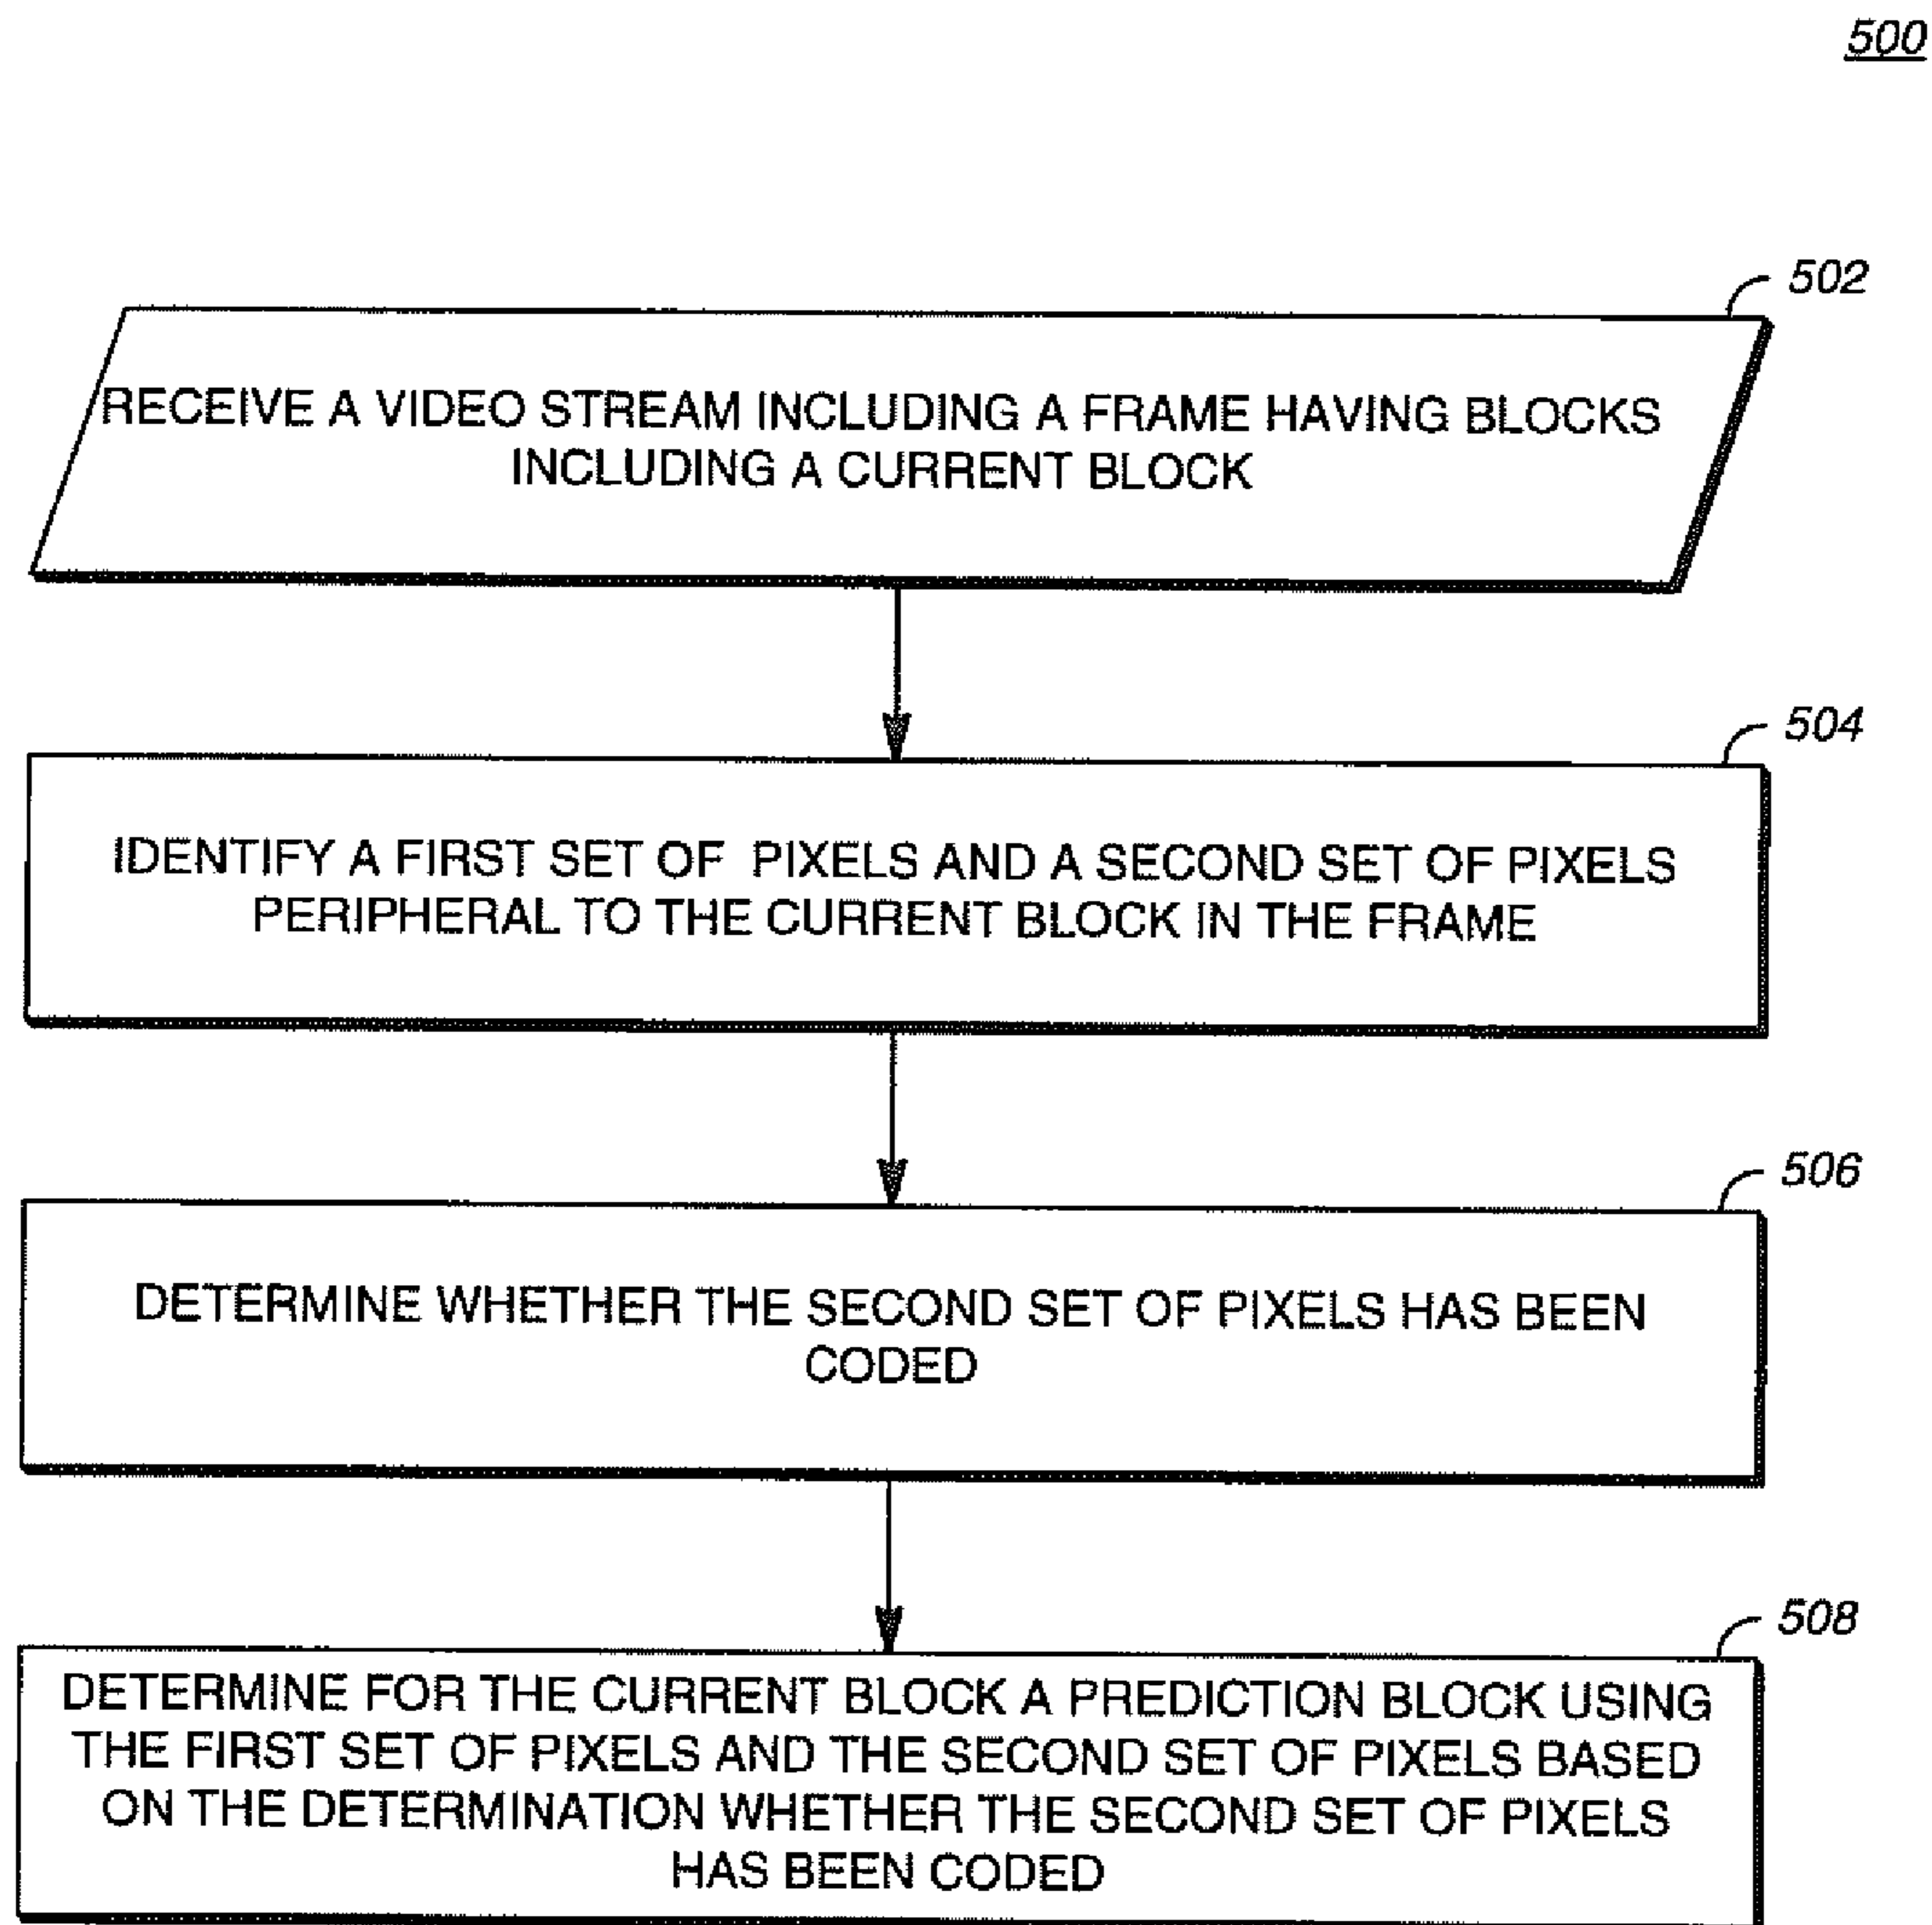 500
502
RECEIVE A VIDEO STREAM INCLUDING A FRAME HAVING BLOCKS
INCLUDING A CURRENT BLOCK
504
IDENTIFY A FIRST SET OF PIXELS AND A SECOND SET OF PIXELS
PERIPHERAL TO THE CURRENT BLOCK IN THE FRAME
506
DETERMINE WHETHER THE SECOND SET OF PIXELS HAS BEEN
CODED
508
DETERMINE FOR THE CURRENT BLOCK A PREDICTION BLOCK USING
THE FIRST SET OF PIXELS AND THE SECOND SET OF PIXELS BASED
ON THE DETERMINATION WHETHER THE SECOND SET OF PIXELS
HAS BEEN CODED